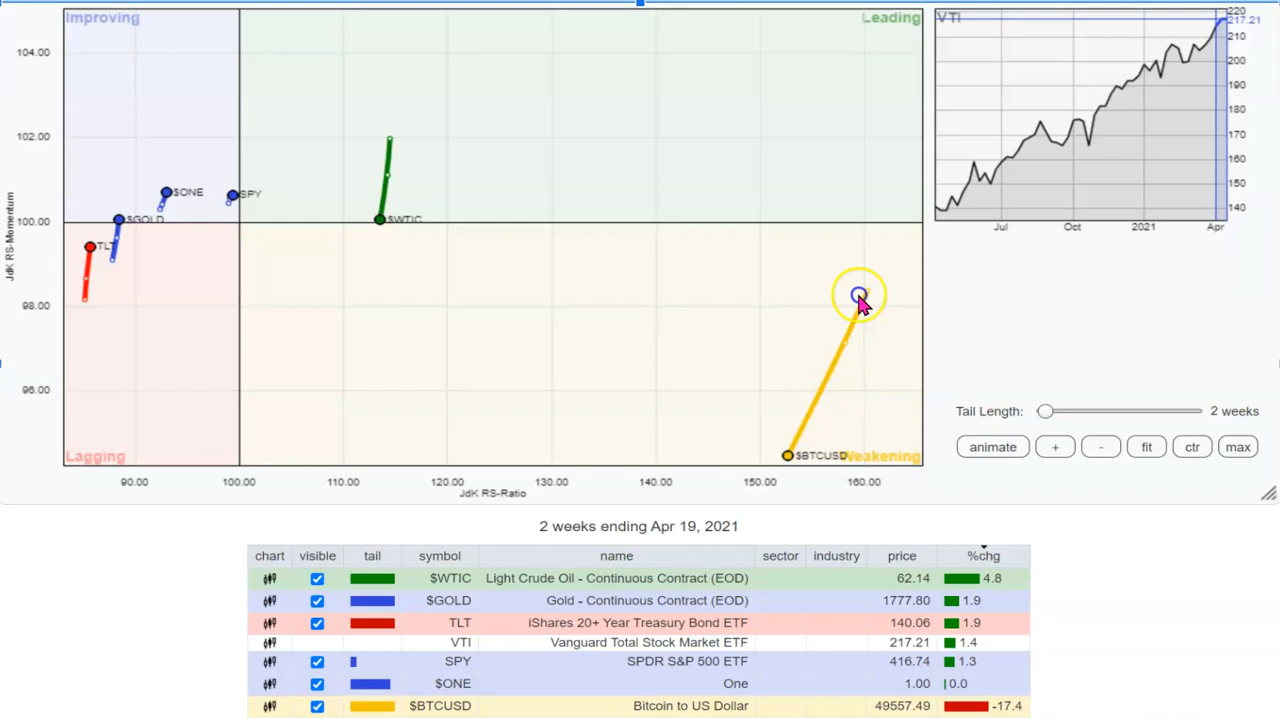 Improving
Leading
104.00
102.00
100.00
98.00
96.00
JdK RS-Momentum
$ONE
SPY
$GOLD
$WTIC
TLT
$BTCUSD
Lagging
Weakening
90.00 100.00 110.00 120.00 130.00 140.00 150.00 160.00
JdK RS-Ratio
VTI
220
217.21
210
200
190
180
170
160
150
140
Jul Oct 2021 Apr
Tail Length: 2 weeks
animate + - fit ctr max
2 weeks ending Apr 19, 2021
chart visible tail symbol name sector industry price %chg
$WTIC Light Crude Oil - Continuous Contract (EOD) 62.14 4.8
$GOLD Gold - Continuous Contract (EOD) 1777.80 1.9
TLT iShares 20+ Year Treasury Bond ETF 140.06 1.9
VTI Vanguard Total Stock Market ETF 217.21 1.4
SPY SPDR S&P 500 ETF 416.74 1.3
$ONE One 1.00 0.0
$BTCUSD Bitcoin to US Dollar 49557.49 -17.4